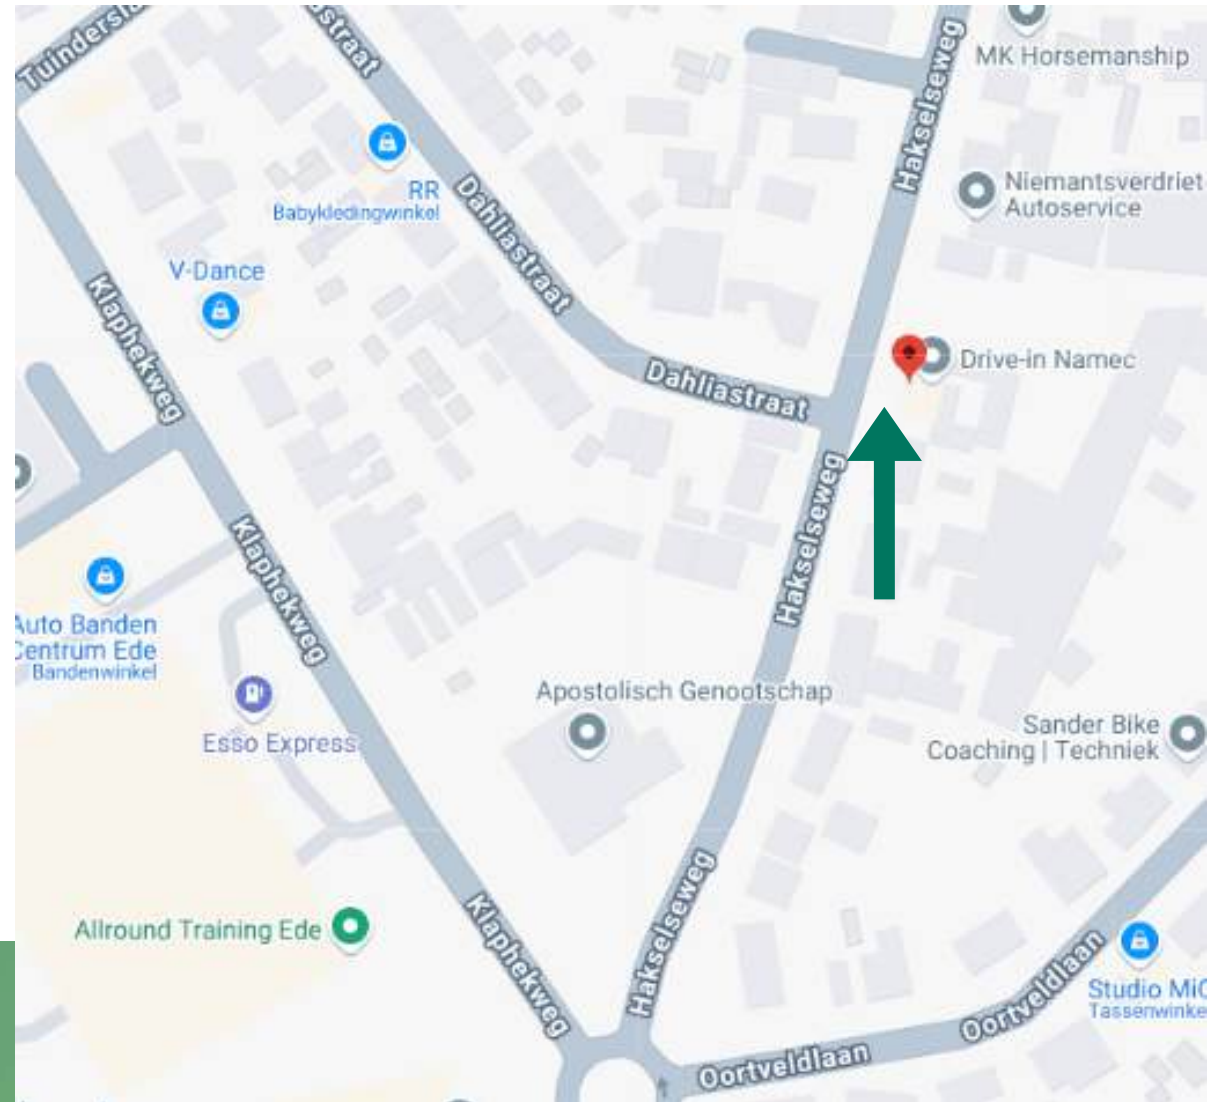 MK Horsemanship
Hakselseweg
Dahliastraat
RR
Babykledingwinkel
Niemantsverdriet
Autoservice
V-Dance
Klaphekweg
Drive-in Namec
Dahliastraat
Hakselseweg
Klaphekweg
Auto Banden
Centrum Ede
Bandenwinkel
Esso Express
Apostolisch Genootschap
Sander Bike
Coaching | Techniek
Allround Training Ede
Klaphekweg
Hakselseweg
Oortveldlaan
Studio MiC
Tassenwinke
Oortveldlaan